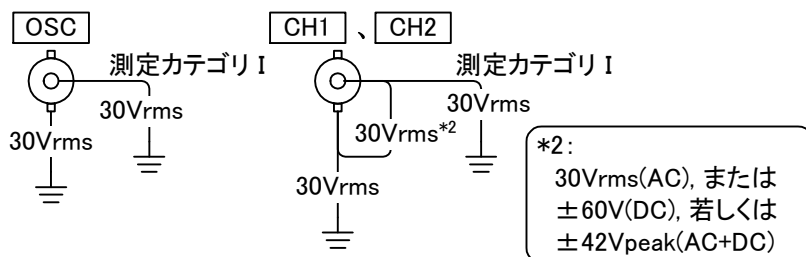 OSC
測定カテゴリ I
30Vrms
30Vrms
CH1 、 CH2
測定カテゴリ I
30Vrms
30Vrms*2
30Vrms
*2:
30Vrms(AC), または
±60V(DC), 若しくは
±42Vpeak(AC+DC)